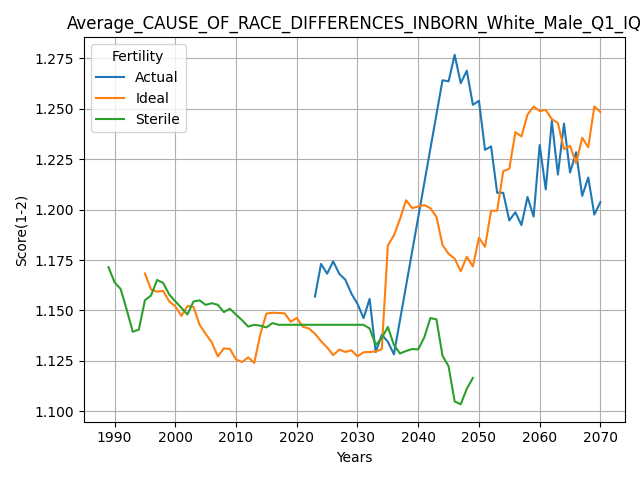 Average_CAUSE_OF_RACE_DIFFERENCES_INBORN_White_Male_Q1_IQ
Fertility
Actual
Ideal
Sterile
Score(1-2)
1.275
1.250
1.225
1.200
1.175
1.150
1.125
1.100
1990 2000 2010 2020 2030 2040 2050 2060 2070
Years